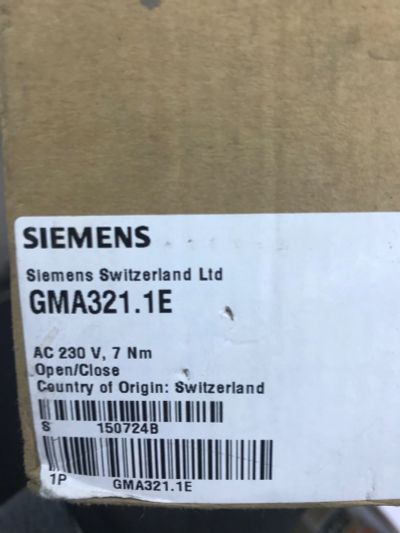 SIEMENS
Siemens Switzerland Ltd
GMA321.1E
AC 230 V, 7 Nm
Open/Close
Country of Origin: Switzerland
S 150724B
1P GMA321.1E